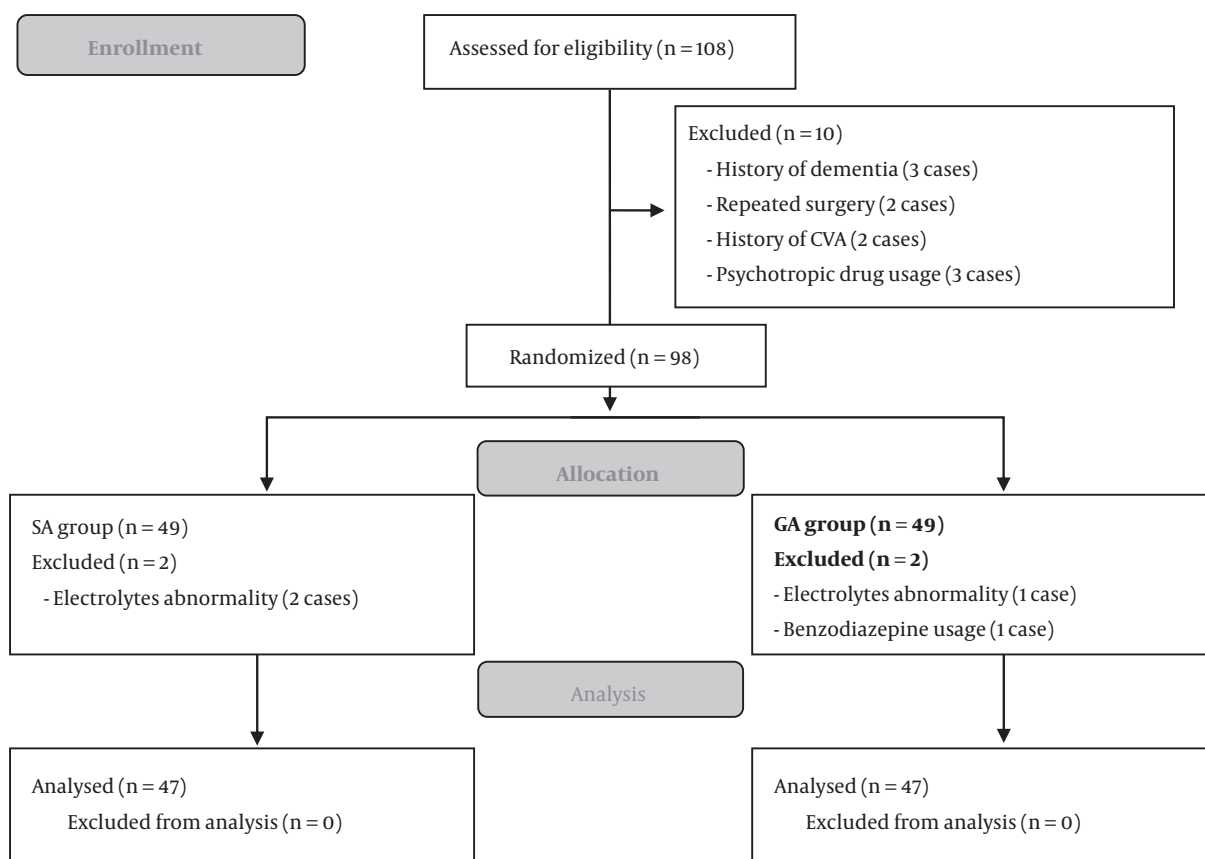 Enrollment
Assessed for eligibility (n = 108)
Excluded (n = 10)
- History of dementia (3 cases)
- Repeated surgery (2 cases)
- History of CVA (2 cases)
- Psychotropic drug usage (3 cases)
Randomized (n = 98)
Allocation
SA group (n = 49)
Excluded (n = 2)
- Electrolytes abnormality (2 cases)
GA group (n = 49)
Excluded (n = 2)
- Electrolytes abnormality (1 case)
- Benzodiazepine usage (1 case)
Analysis
Analysed (n = 47)
Excluded from analysis (n = 0)
Analysed (n = 47)
Excluded from analysis (n = 0)